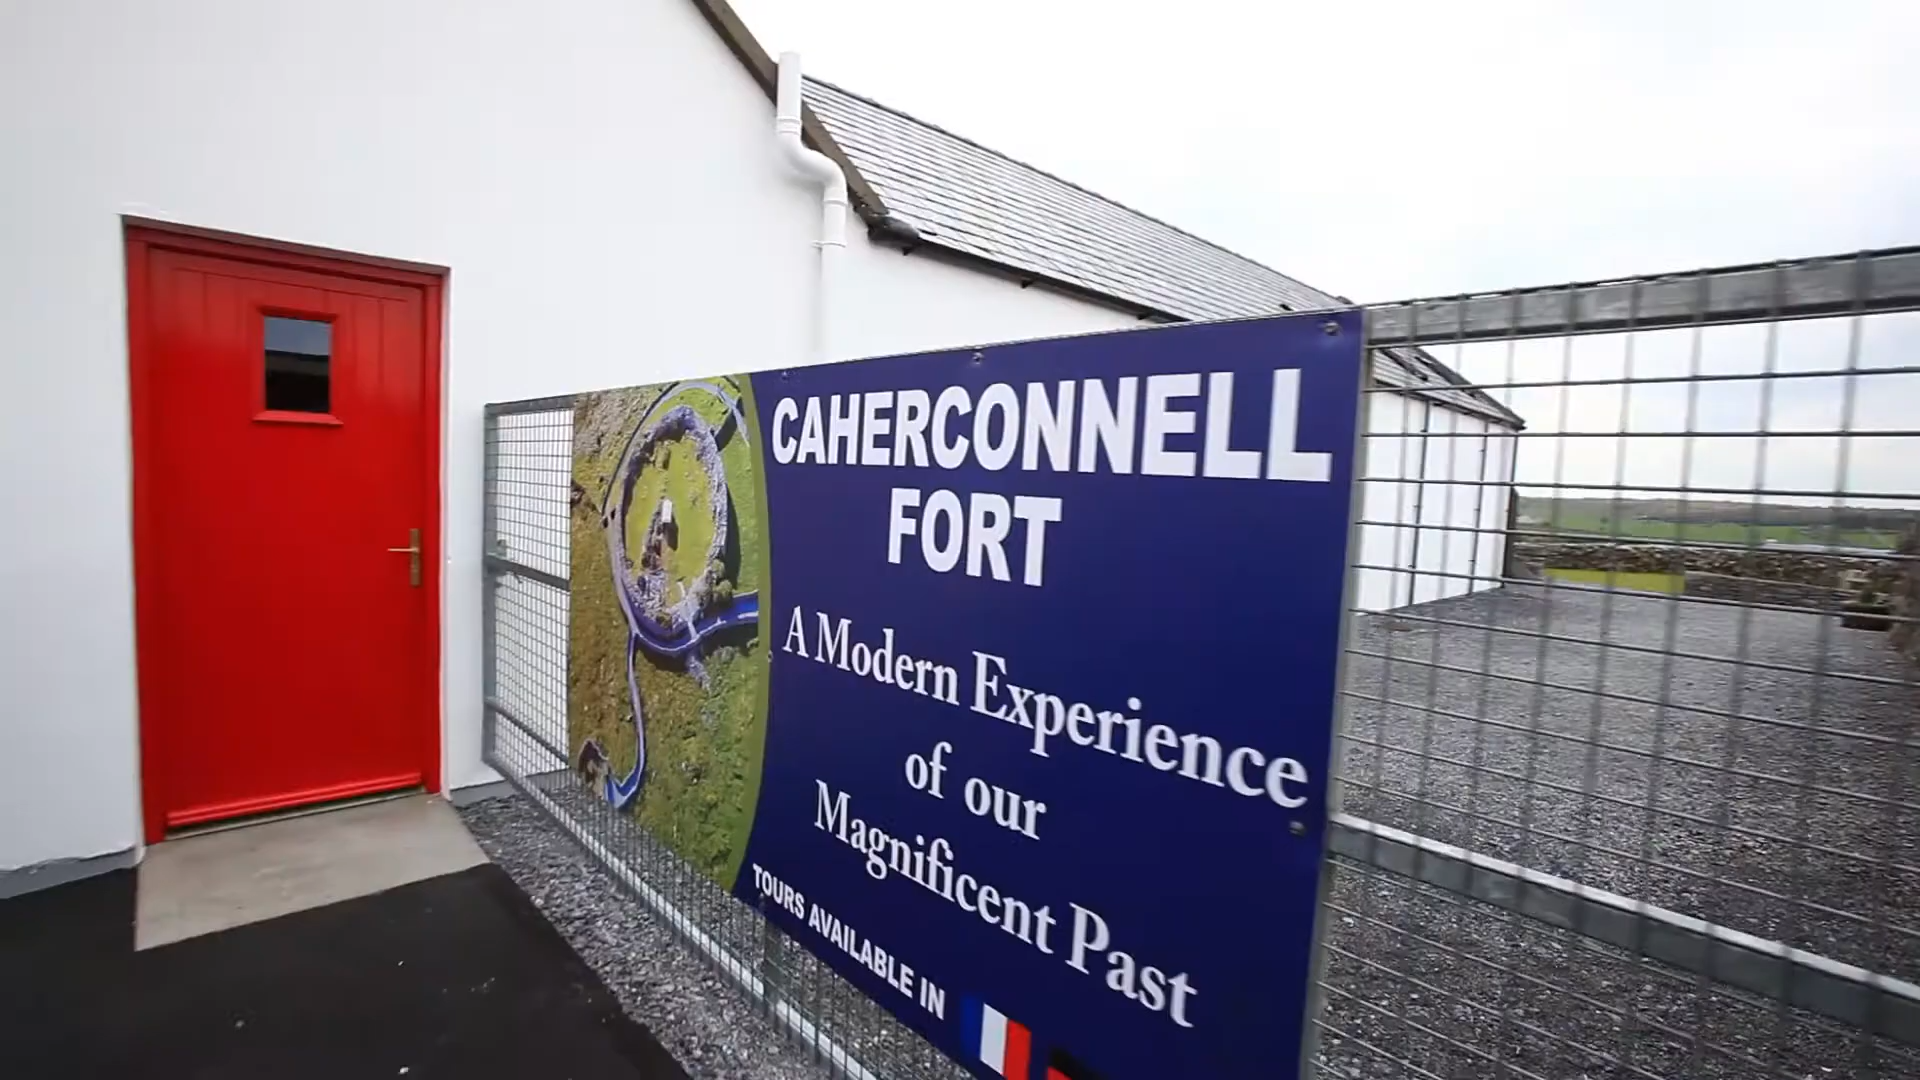 CAHERCONNELL
FORT
A Modern Experience
of our
Magnificent Past
TOURS AVAILABLE IN